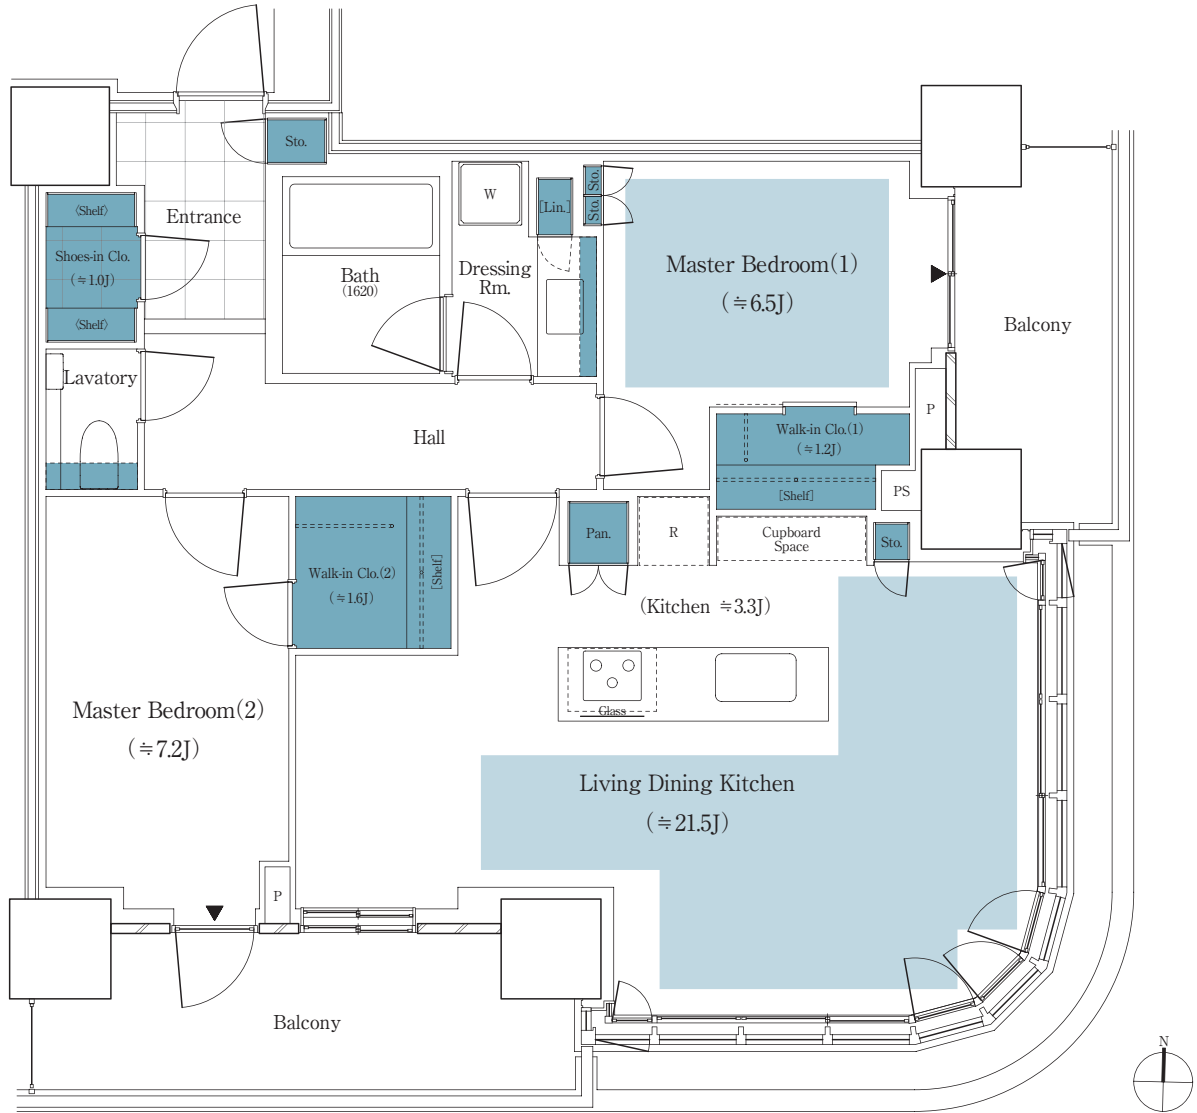 Sto.
〈Shelf〉
Entrance
Shoes-in Clo.
(≒1.0J)
〈Shelf〉
Bath
(1620)
W
Dressing
Rm.
[Lin.]
Sto.
Sto.
Master Bedroom(1)
(≒6.5J)
Balcony
Lavatory
Hall
P
Walk-in Clo.(1)
(≒1.2J)
[Shelf]
PS
Pan.
R
Cupboard
Space
Sto.
Walk-in Clo.(2)
(≒1.6J)
[Shelf]
(Kitchen ≒3.3J)
Glass
Master Bedroom(2)
(≒7.2J)
Living Dining Kitchen
(≒21.5J)
P
Balcony
N